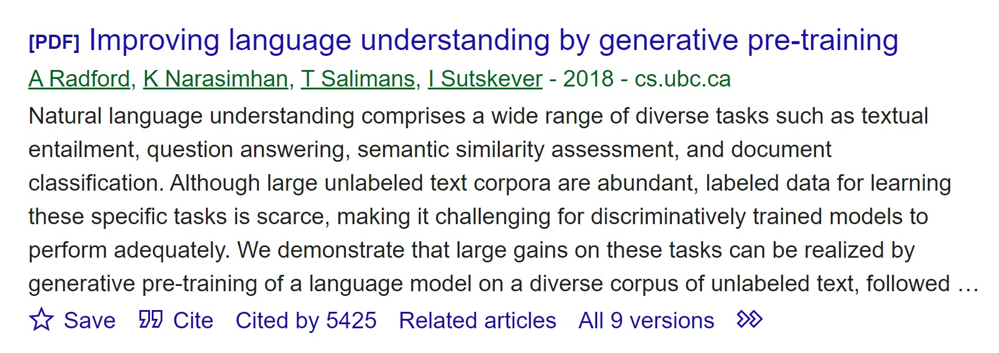 [PDF] Improving language understanding by generative pre-training
A Radford, K Narasimhan, T Salimans, I Sutskever - 2018 - cs.ubc.ca
Natural language understanding comprises a wide range of diverse tasks such as textual
entailment, question answering, semantic similarity assessment, and document
classification. Although large unlabeled text corpora are abundant, labeled data for learning
these specific tasks is scarce, making it challenging for discriminatively trained models to
perform adequately. We demonstrate that large gains on these tasks can be realized by
generative pre-training of a language model on a diverse corpus of unlabeled text, followed …
Save Cite Cited by 5425 Related articles All 9 versions